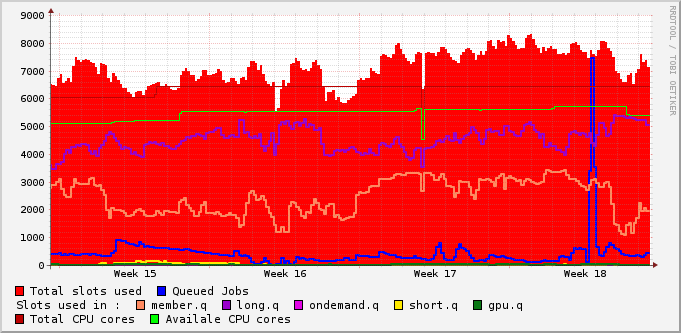 RRDTOOL / TOBI OETIKER
9000
8000
7000
6000
5000
4000
3000
2000
1000
0
Week 15 Week 16 Week 17 Week 18
Total slots used Queued Jobs
Slots used in : member.q long.q ondemand.q short.q gpu.q
Total CPU cores Availale CPU cores